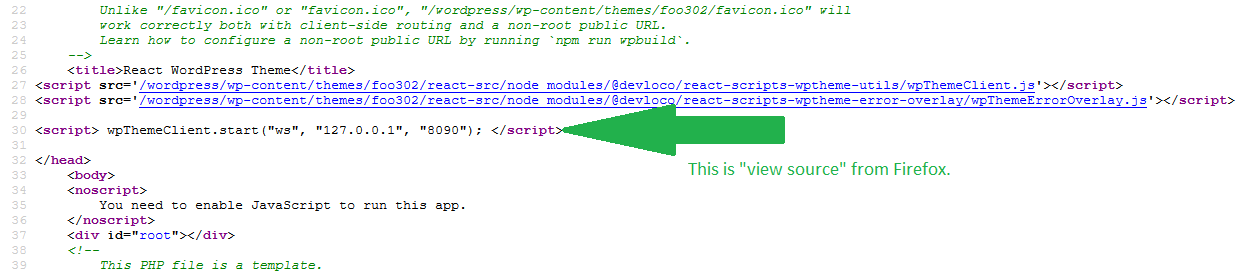 22 Unlike "/favicon.ico" or "favicon.ico", "/wordpress/wp-content/themes/foo302/favicon.ico" will
23 work correctly both with client-side routing and a non-root public URL.
24 Learn how to configure a non-root public URL by running `npm run wpbuild`.
25 -->
26 <title>React WordPress Theme</title>
27 <script src='/wordpress/wp-content/themes/foo302/react-src/node_modules/@devloco/react-scripts-wptheme-utils/wpThemeClient.js'></script>
28 <script src='/wordpress/wp-content/themes/foo302/react-src/node_modules/@devloco/react-scripts-wptheme-error-overlay/wpThemeErrorOverlay.js'></script>
29
30 <script> wpThemeClient.start("ws", "127.0.0.1", "8090"); </script>
31
This is "view source" from Firefox.
32 </head>
33 <body>
34 <noscript>
35 You need to enable JavaScript to run this app.
36 </noscript>
37 <div id="root"></div>
38 <!--
39 This PHP file is a template.